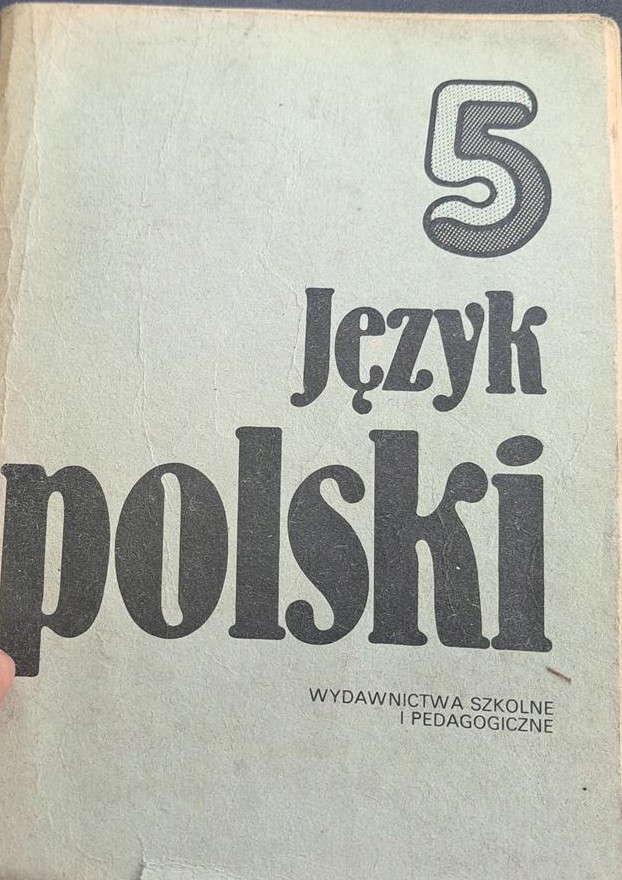 5
Język
polski
WYDAWNICTWA SZKOLNE
I PEDAGOGICZNE